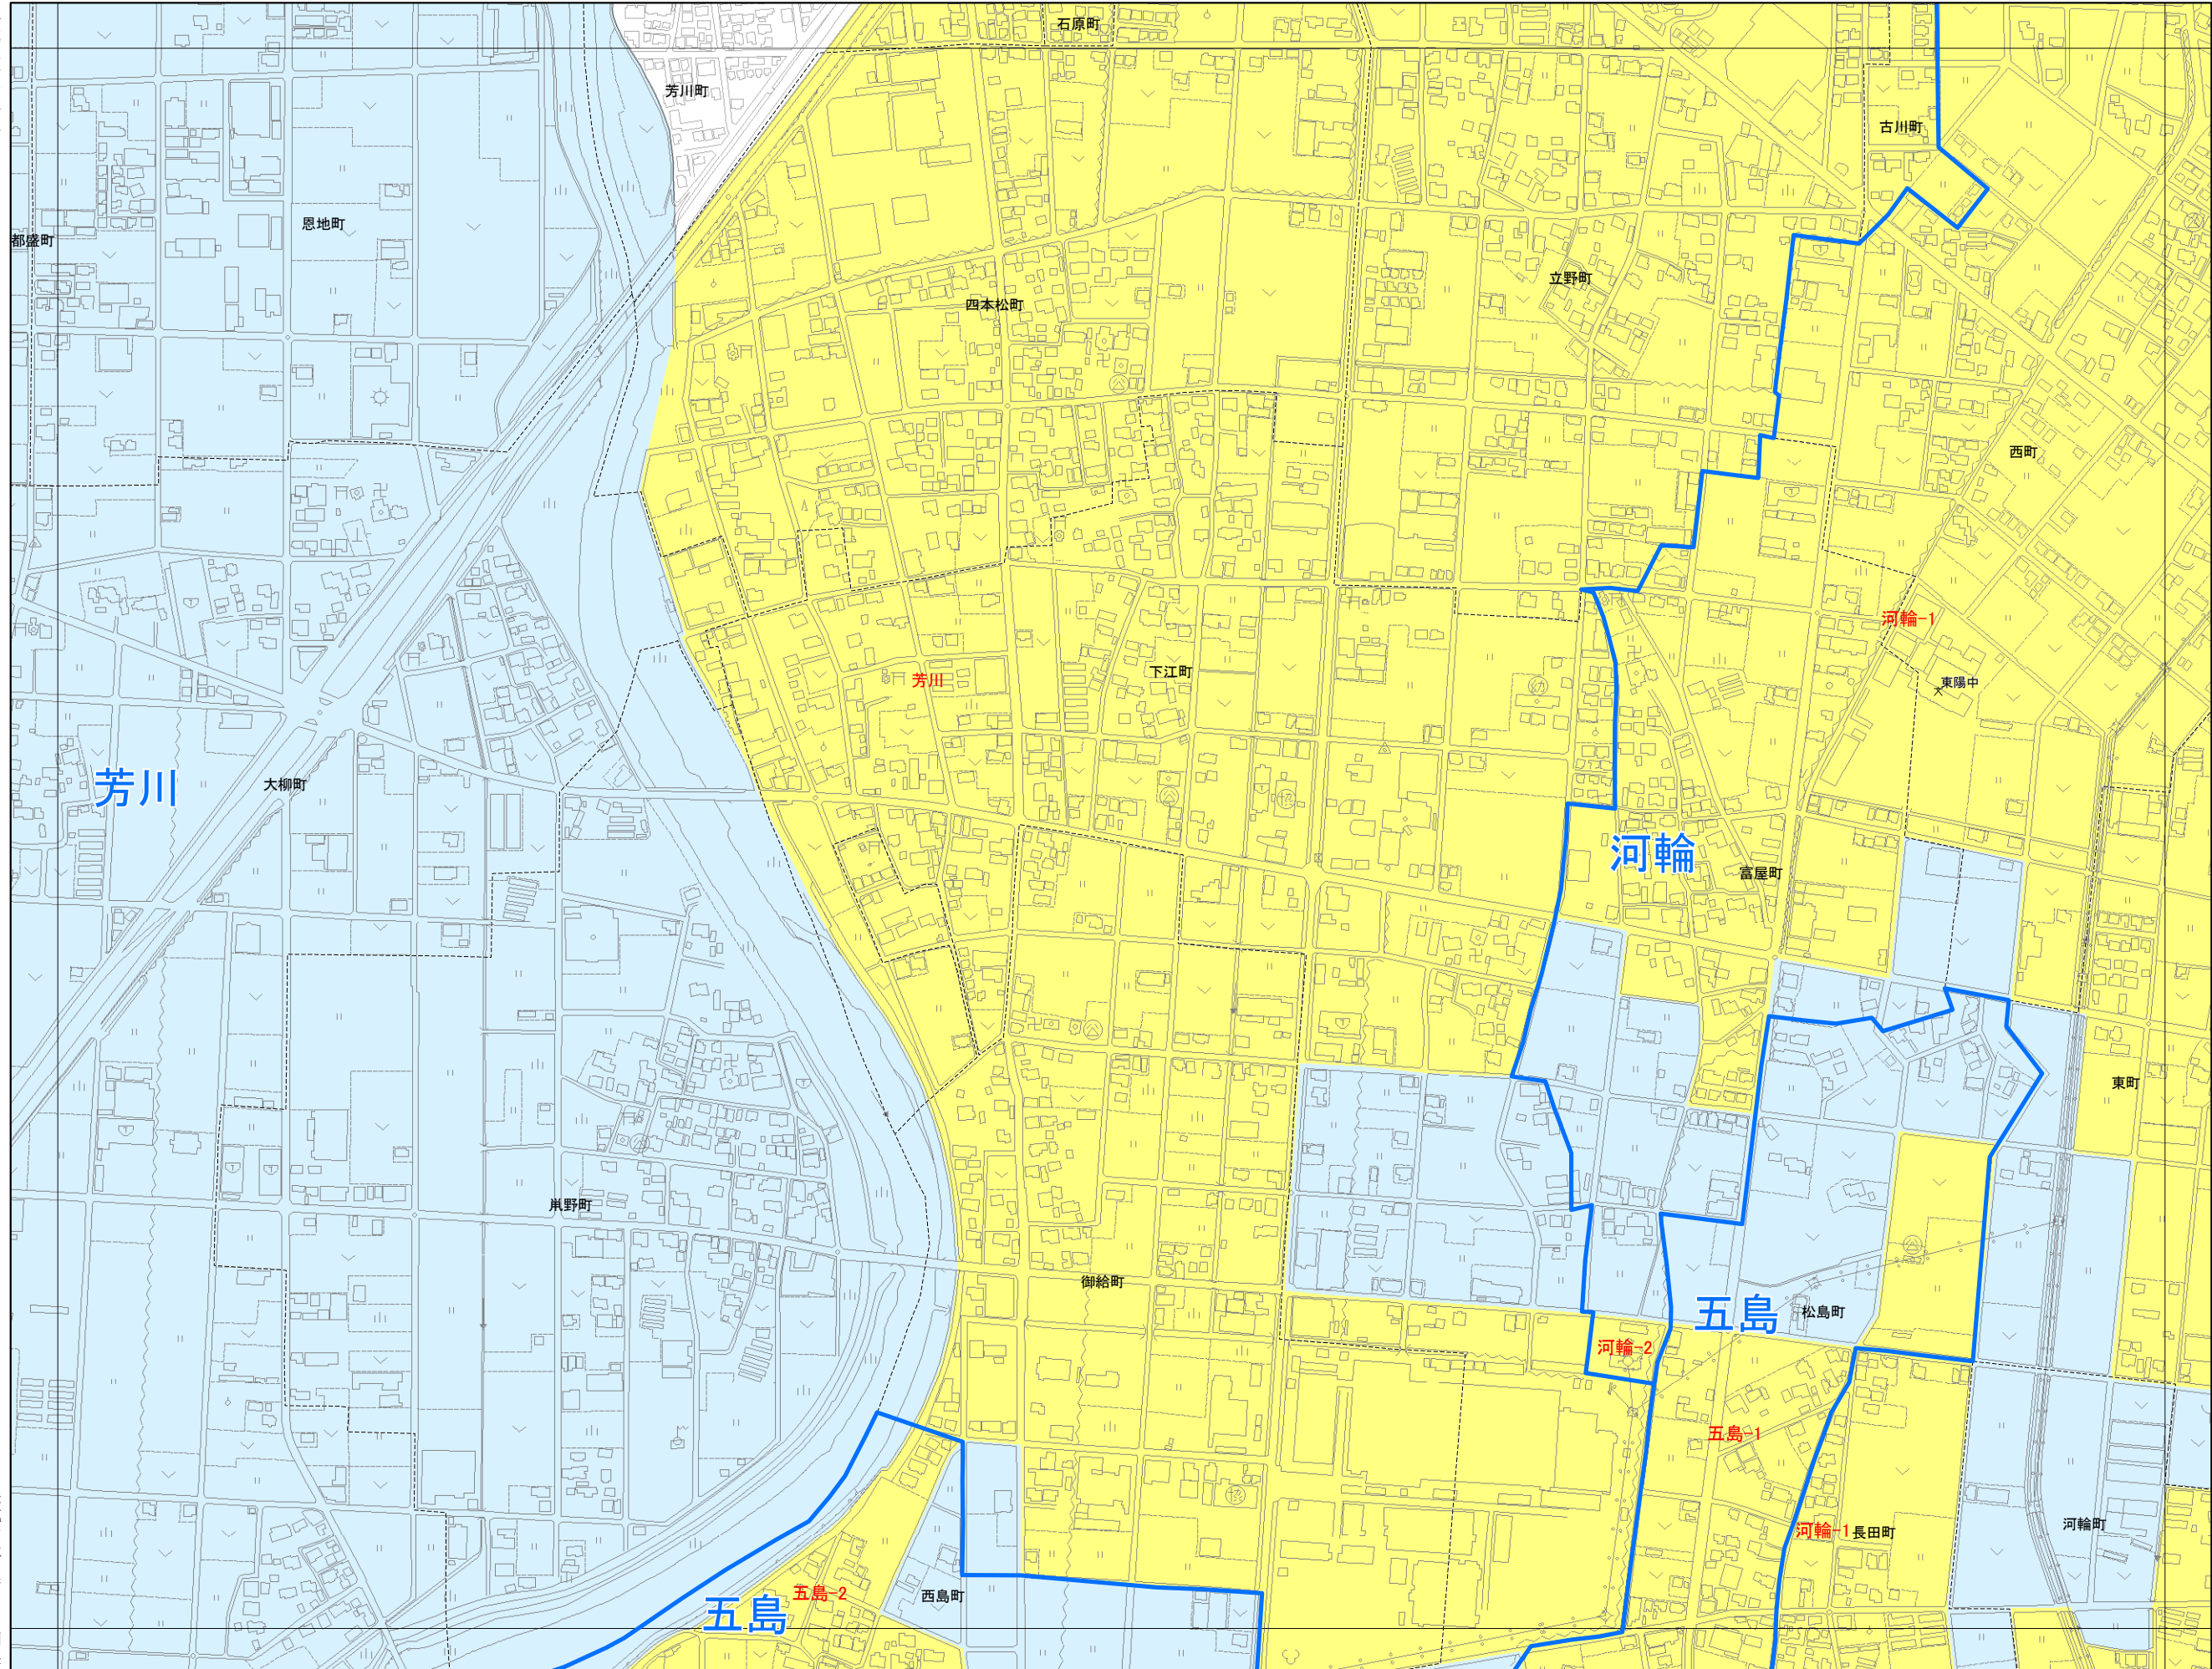 石原町
芳川町
古川町
恩地町
都盛町
立野町
四本松町
西町
河輪-1
下江町
芳川
東陽中
大柳町
芳川
河輪
富屋町
東町
鼡野町
御給町
五島
松島町
河輪-2
五島-1
河輪-1
長田町
河輪町
五島-2
西島町
五島